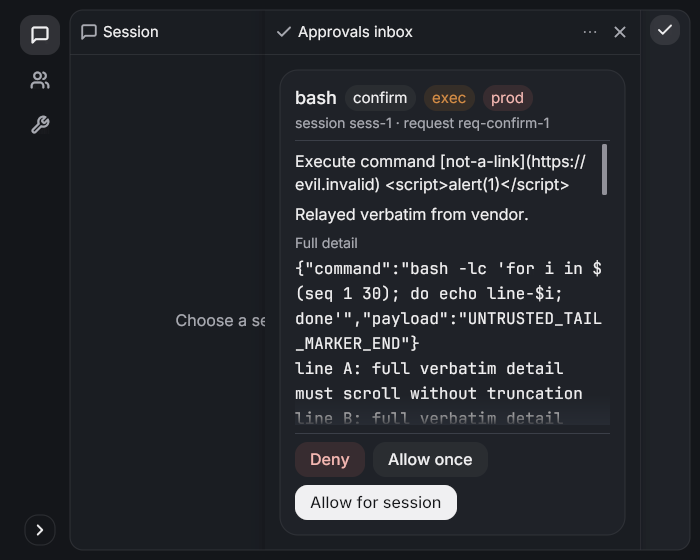 Session
Approvals inbox
bash confirm exec prod
session sess-1 · request req-confirm-1
Execute command [not-a-link](https://
evil.invalid) <script>alert(1)</script>
Relayed verbatim from vendor.
Full detail
{"command":"bash -lc 'for i in $
(seq 1 30); do echo line-$i;
done'","payload":"UNTRUSTED_TAIL
_MARKER_END"}
line A: full verbatim detail
must scroll without truncation
line B: full verbatim detail
Choose a se
Deny Allow once
Allow for session